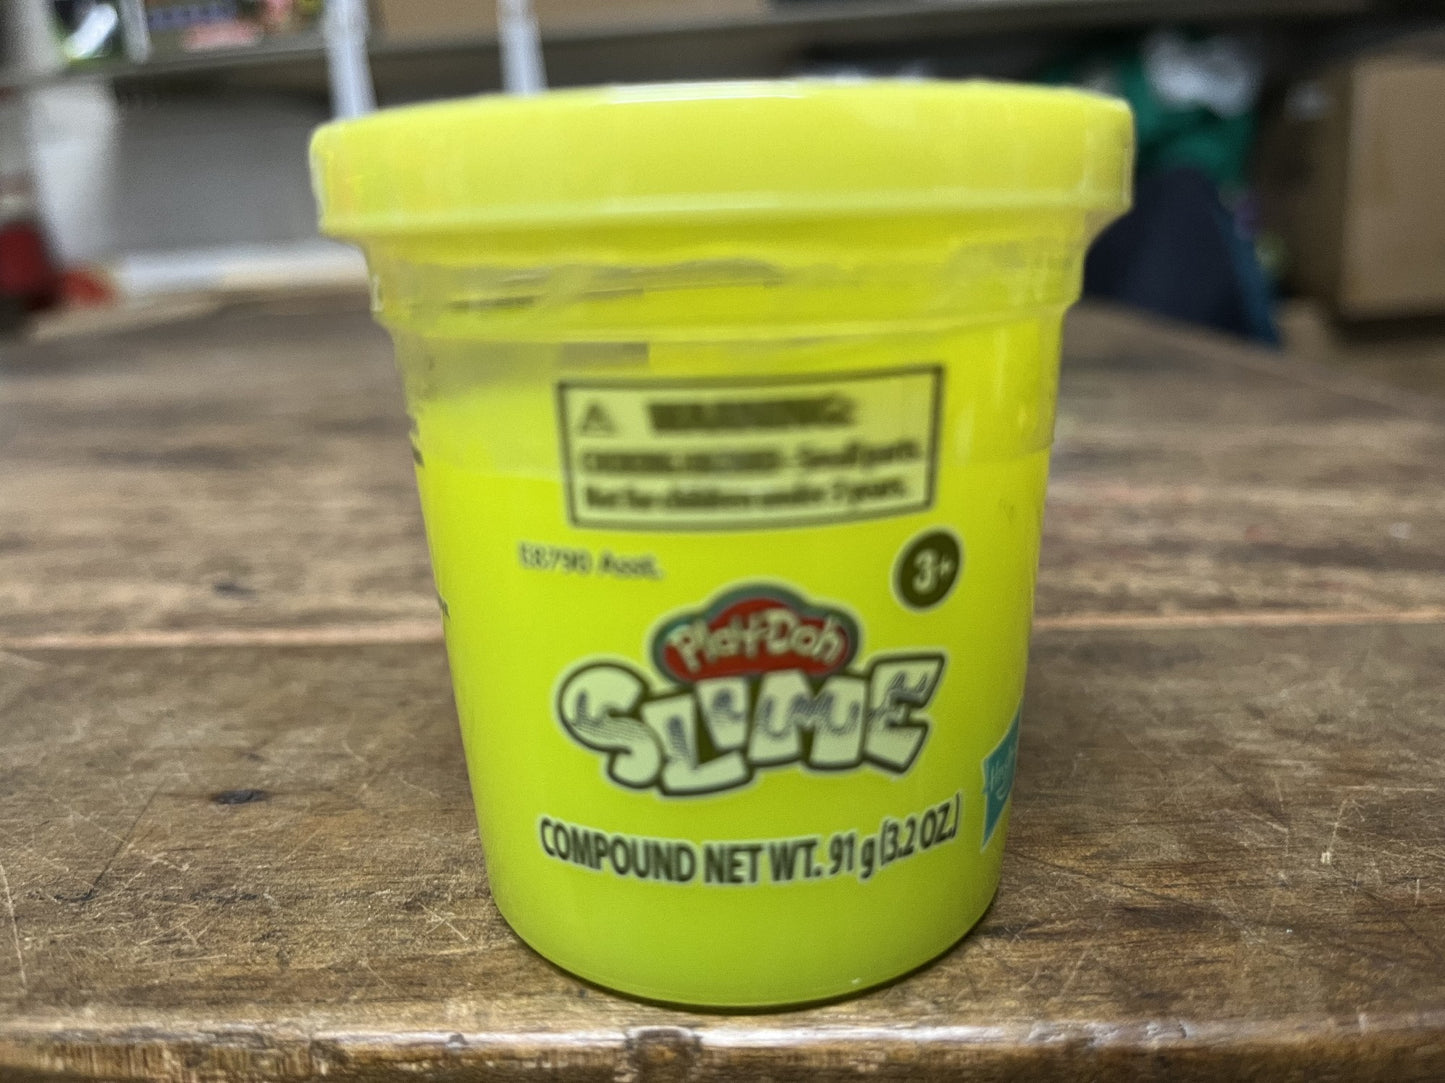 WARNING:
CHOKING HAZARD - Small parts.
Not for children under 3 years.
E8790 Asst.
3+
Play-Doh
SLIME
COMPOUND NET WT. 91 g (3.2 OZ.)